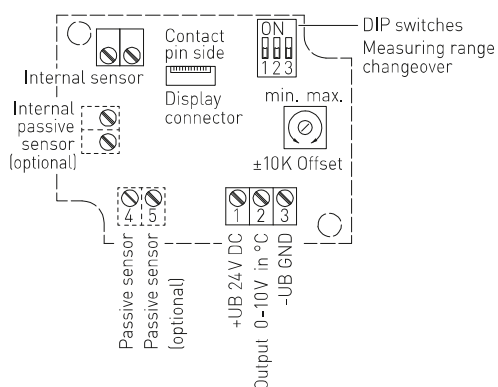 DIP switches
Measuring range
changeover
ON
1 2 3
Contact
pin side
Display
connector
Internal sensor
Internal
passive
sensor
(optional)
min. max.
±10K Offset
4 5
1 2 3
Passive sensor
Passive sensor
(optional)
+UB 24V DC
Output 0-10V in °C
-UB GND